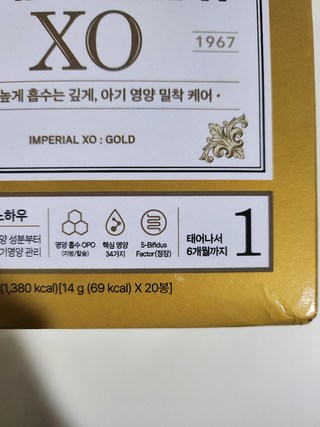 XO
1967
높게 흡수는 깊게, 아기 영양 밀착 케어 •
IMPERIAL XO : GOLD
노하우
양 성분부터
기영양 관리
영양 흡수 OPO
(지방/칼슘)
핵심 영양
34가지
5-Bifidus
Factor(정장)
태어나서
6개월까지
1
(1,380 kcal)[14 g (69 kcal) X 20봉]